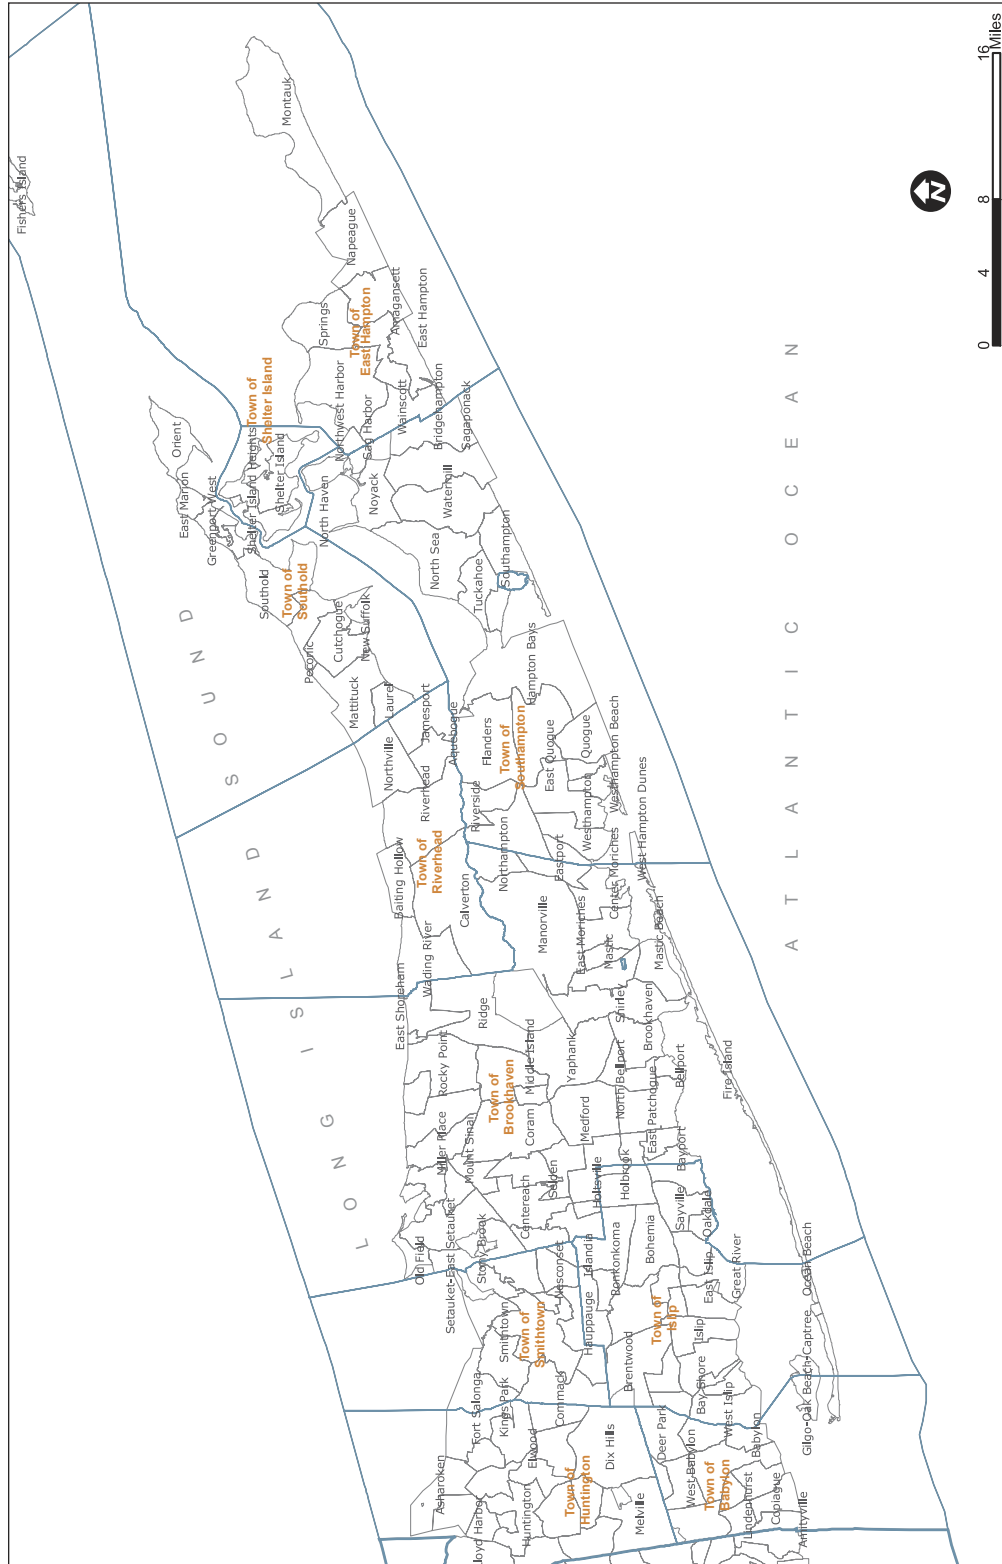 Fishers Island
Montauk
Napeague
Springs
Town of
East Hampton
Amagansett
East Hampton
Northwest Harbor
Sag Harbor
Wainscott
Bridgehampton
Sagaponack
Orient
East Marion
Greenport West
Town of
Shelter Island
Shelter Island Heights
Shelter Island
North Haven
Noyack
Watermill
Southold
Town of
Southold
Peconic
Cutchogue
New Suffolk
North Sea
Tuckahoe
Southampton
Mattituck
Laurel
Jamesport
Northville
Aquebogue
Flanders
Hampton Bays
Town of
Southampton
East Quogue
Quogue
Riverhead
Riverside
Westhampton
Westhampton Beach
West Hampton Dunes
Baiting Hollow
Town of
Riverhead
Calverton
Northampton
Eastport
Center Moriches
East Moriches
Manorville
Mastic
Mastic Beach
Wading River
East Shoreham
Ridge
Shirley
Brookhaven
Rocky Point
Middle Island
Yaphank
North Bellport
Bellport
Fire Island
Town of
Brookhaven
Miller Place
Mount Sinai
Coram
Medford
East Patchogue
Bayport
Selden
Centereach
Holtsville
Holbrook
Sayville
Oakdale
Old Field
Setauket-East Setauket
Stony Brook
Nesconset
Islandia
Ronkonkoma
Bohemia
East Islip
Great River
Ocean Beach
Smithtown
Town of
Smithtown
Hauppauge
Town of
Islip
Islip
Brentwood
Bay Shore
West Islip
Gilgo-Oak Beach-Captree
Fort Salonga
Kings Park
Commack
Deer Park
Babylon
Asharoken
Elwood
Dix Hills
West Babylon
Town of
Huntington
Huntington
Melville
Town of
Babylon
Lindenhurst
Copiague
Amityville
loyd Harbor
LONG ISLAND SOUND
ATLANTIC OCEAN
N
0 4 8 16
Miles